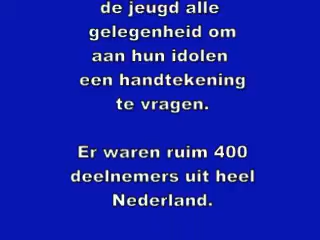 de jeugd alle
gelegenheid om
aan hun idolen
een handtekening
te vragen.
Er waren ruim 400
deelnemers uit heel
Nederland.